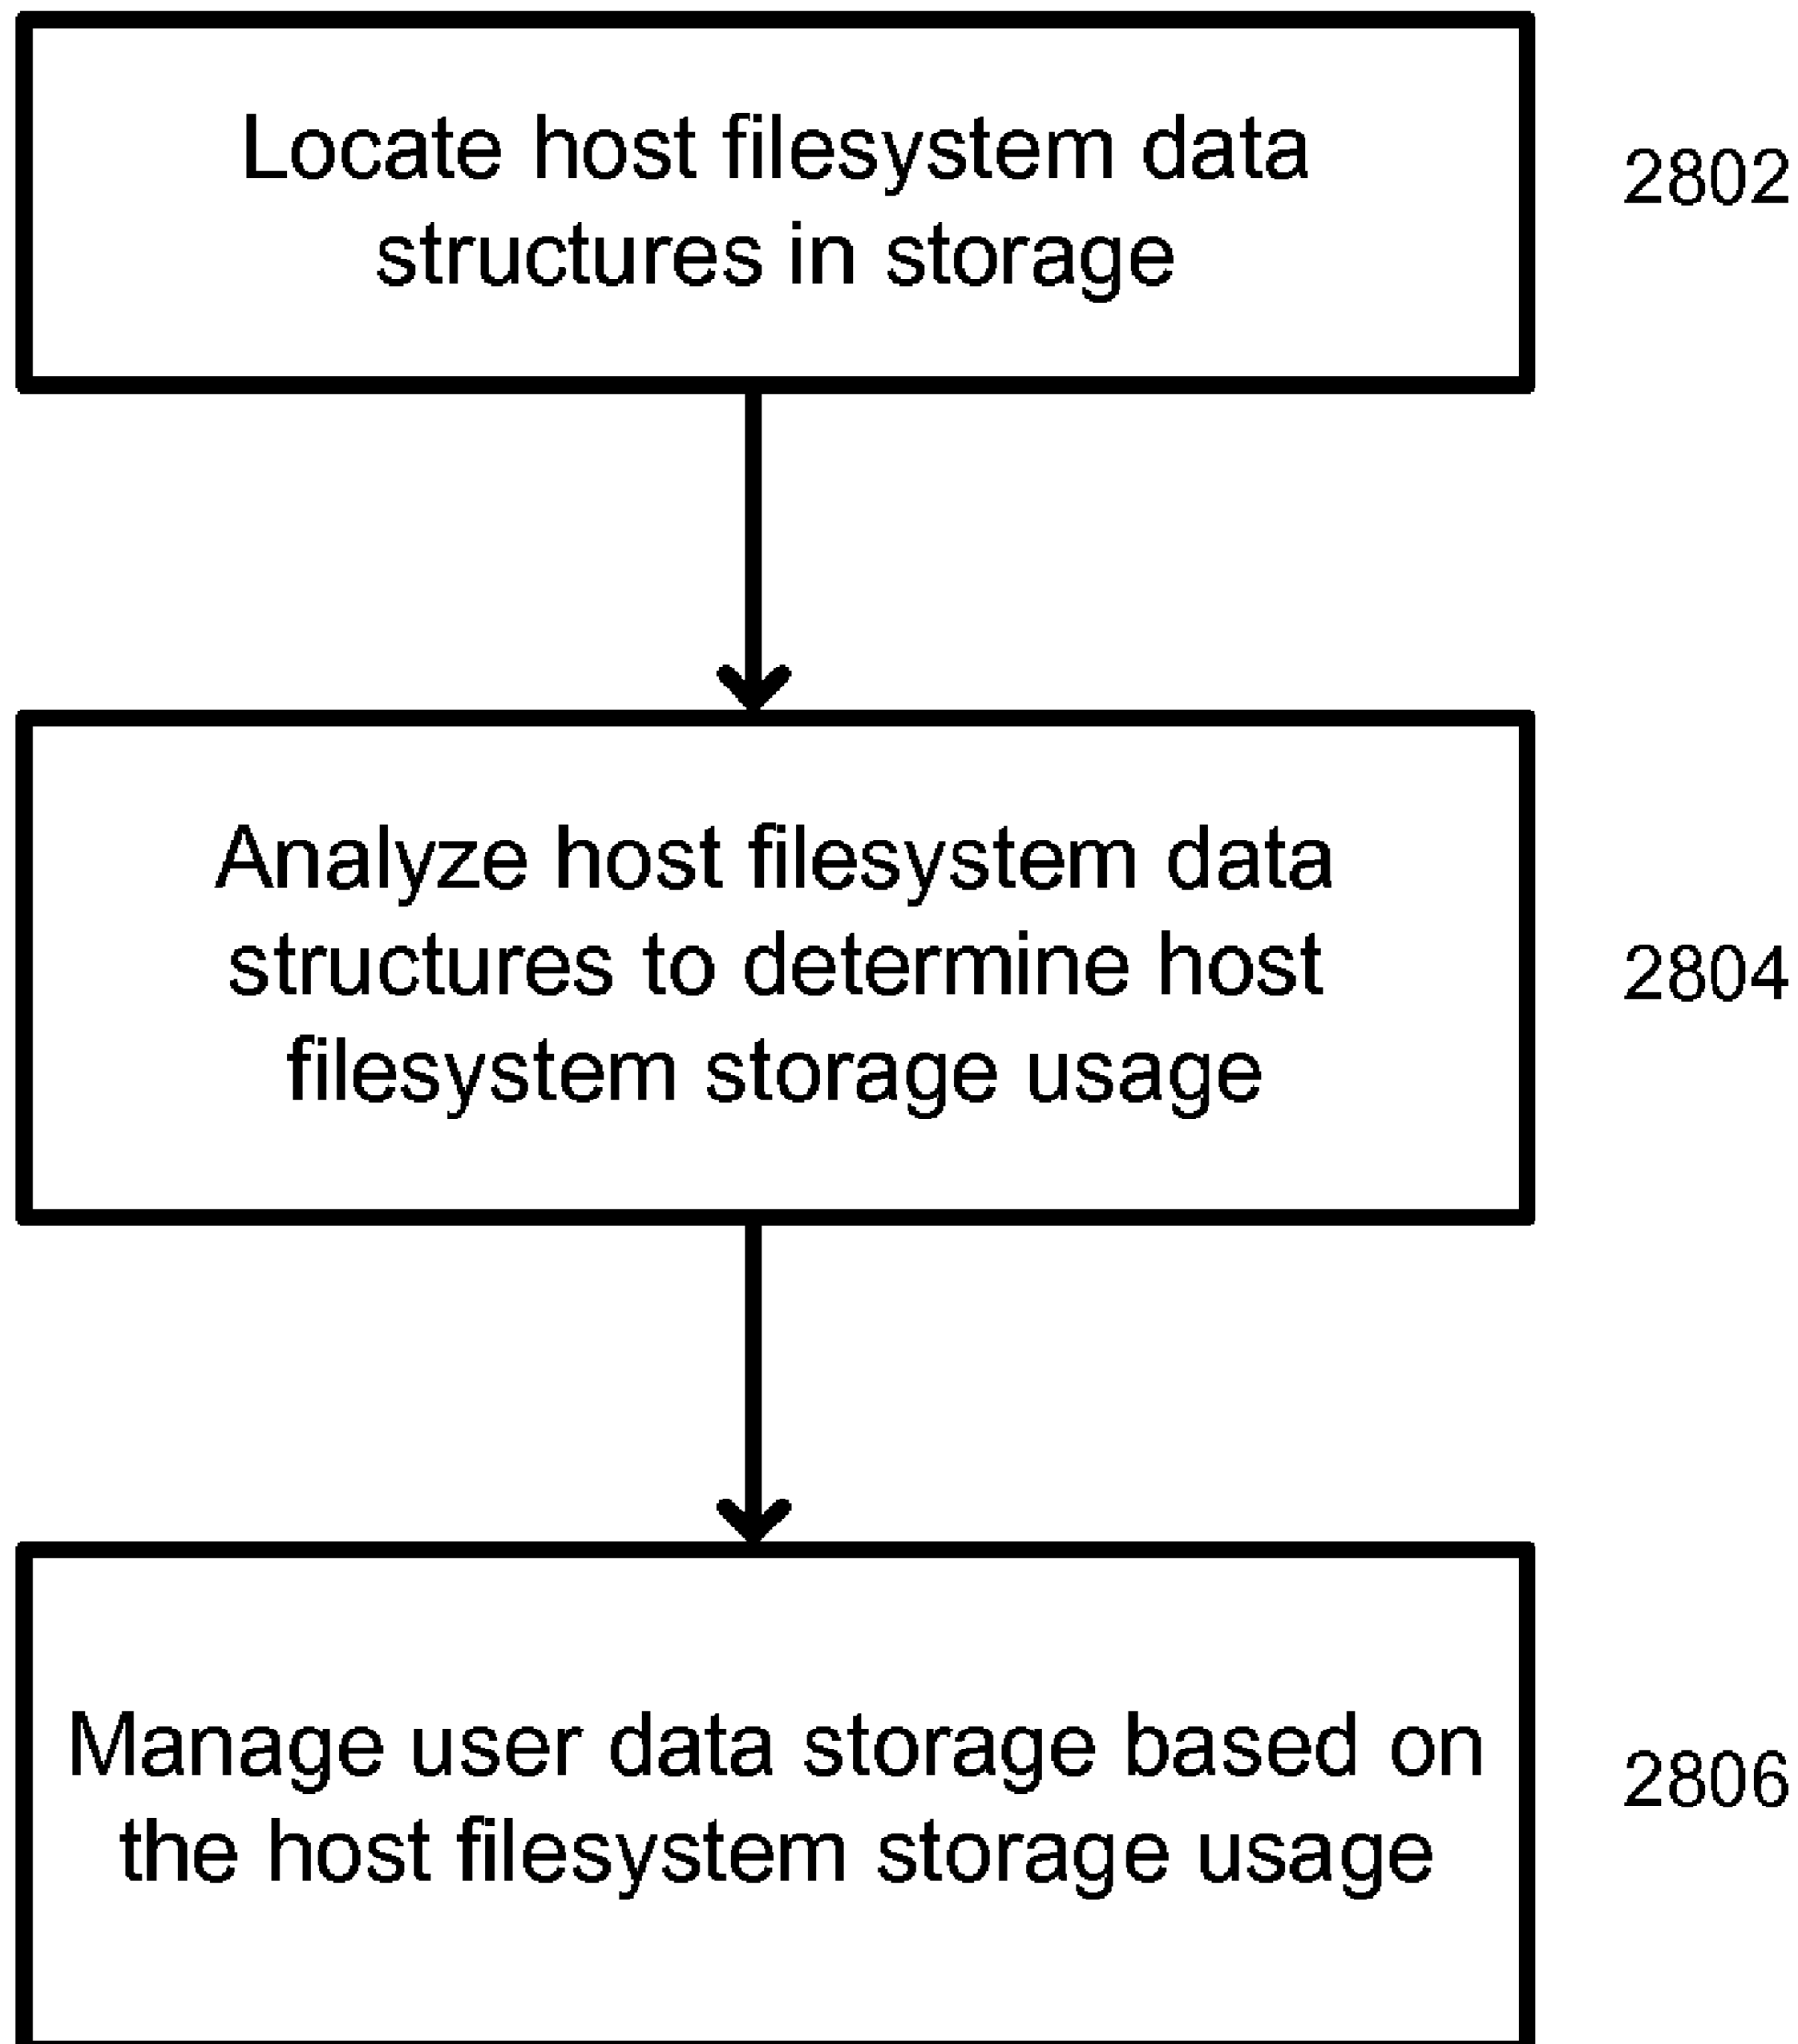 Locate host filesystem data
structures in storage
2802
Analyze host filesystem data
structures to determine host
filesystem storage usage
2804
Manage user data storage based on
the host filesystem storage usage
2806